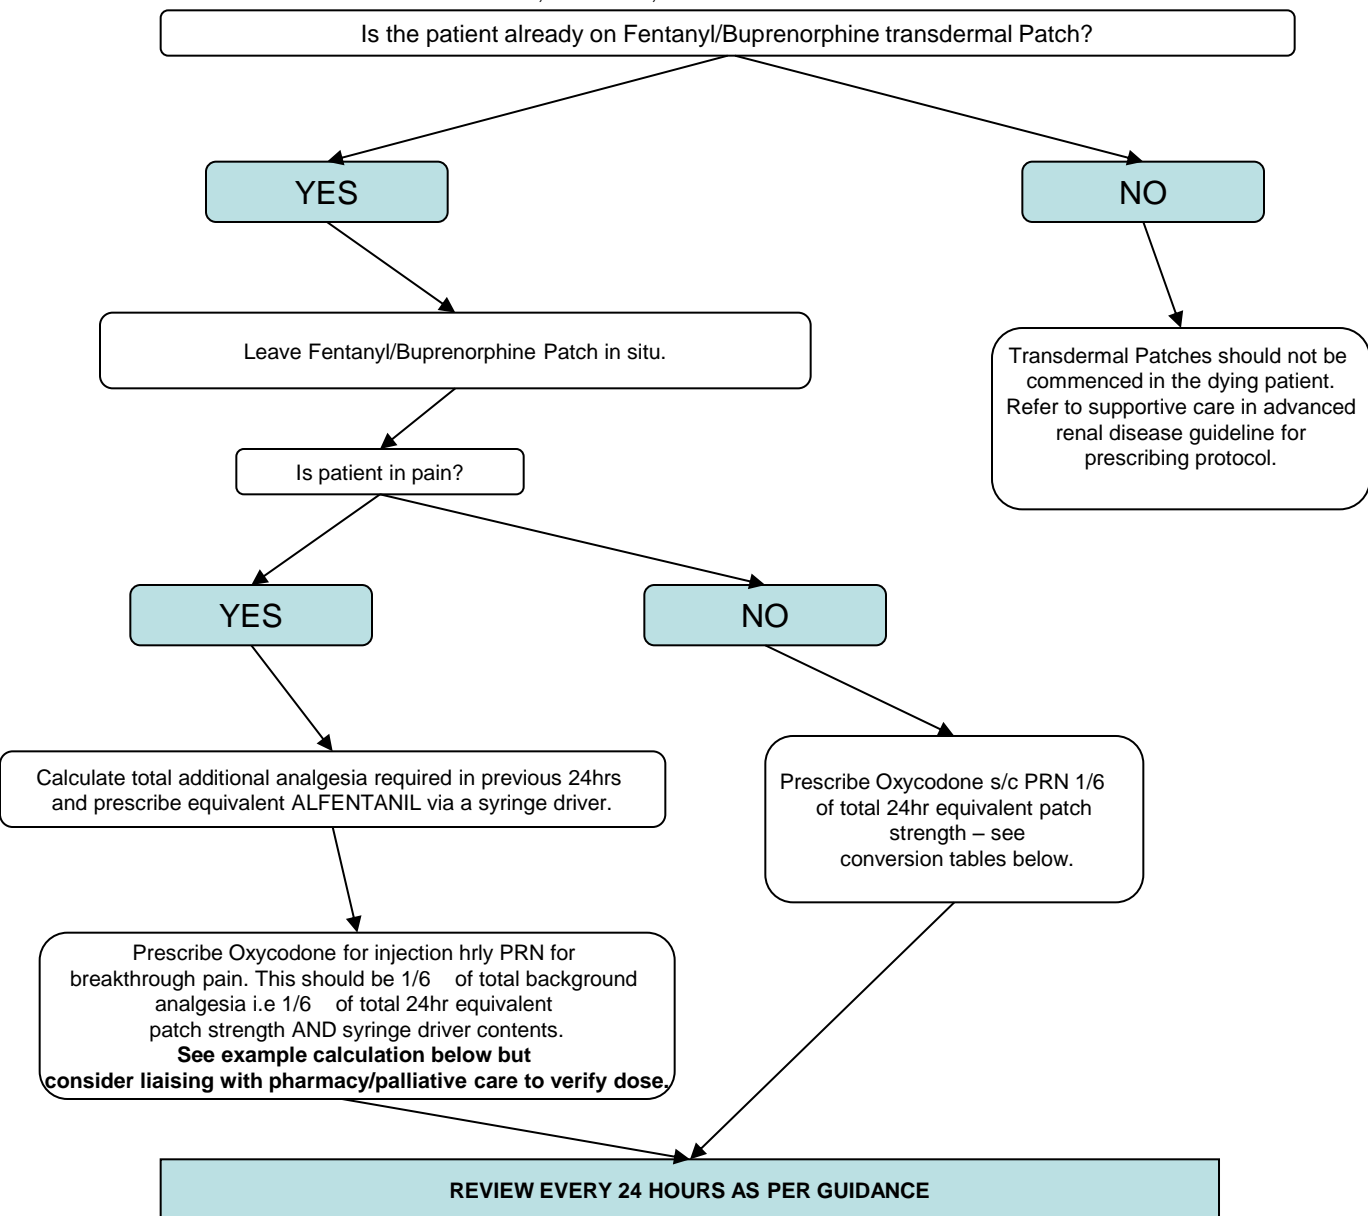 Is the patient already on Fentanyl/Buprenorphine transdermal Patch?
YES
NO
Leave Fentanyl/Buprenorphine Patch in situ.
Transdermal Patches should not be
commenced in the dying patient.
Refer to supportive care in advanced
renal disease guideline for
prescribing protocol.
Is patient in pain?
YES
NO
Calculate total additional analgesia required in previous 24hrs
and prescribe equivalent ALFENTANIL via a syringe driver.
Prescribe Oxycodone s/c PRN 1/6
of total 24hr equivalent patch
strength – see
conversion tables below.
Prescribe Oxycodone for injection hrly PRN for
breakthrough pain. This should be 1/6 of total background
analgesia i.e 1/6 of total 24hr equivalent
patch strength AND syringe driver contents.
See example calculation below but
consider liaising with pharmacy/palliative care to verify dose.
REVIEW EVERY 24 HOURS AS PER GUIDANCE